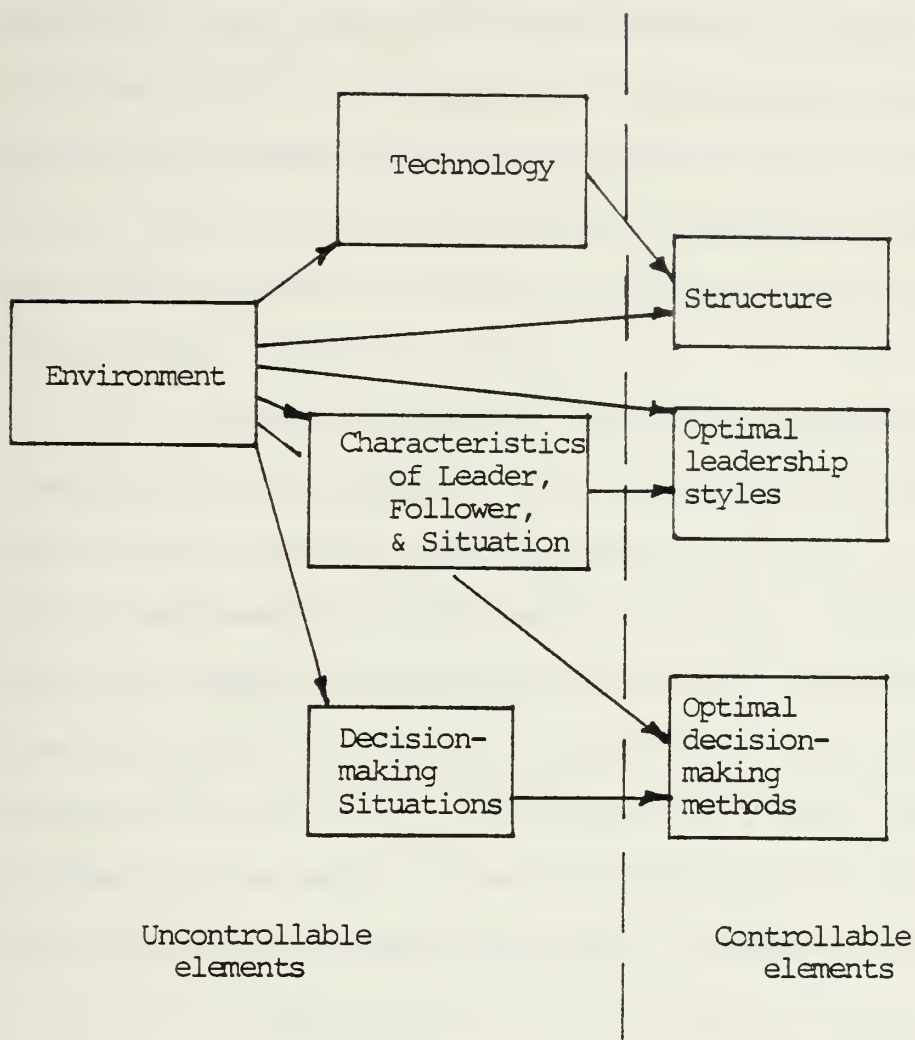 Technology
Structure
Environment
Characteristics
of Leader,
Follower,
& Situation
Optimal
leadership
styles
Decision-
making
Situations
Optimal
decision-
making
methods
Uncontrollable
elements
Controllable
elements